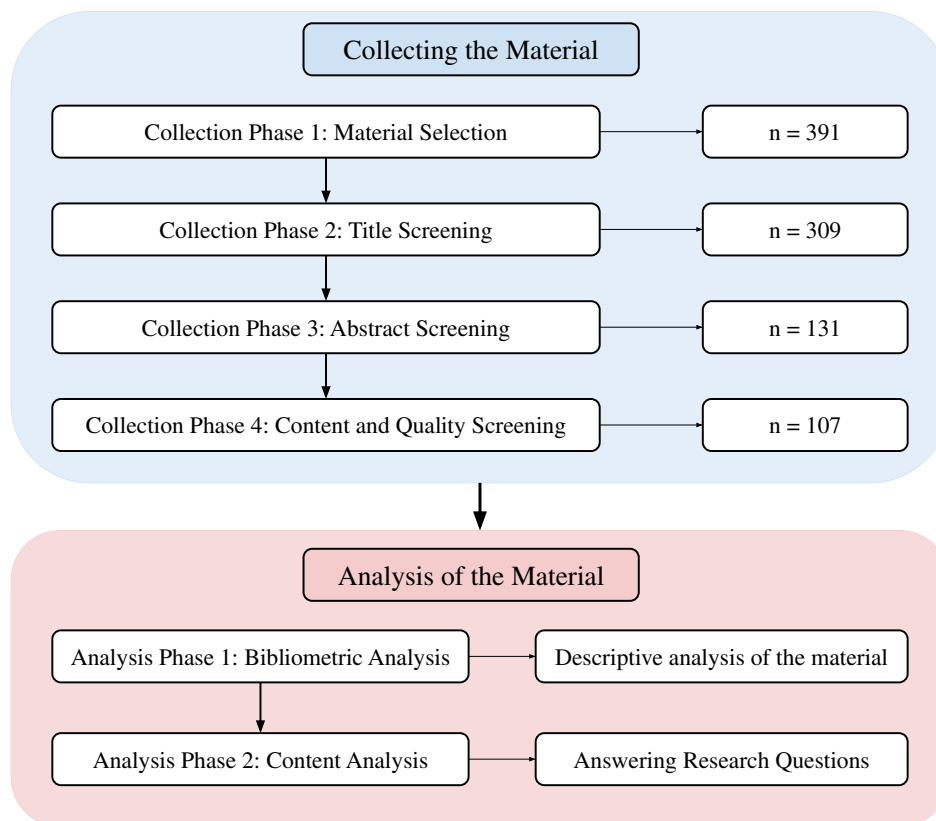 Collecting the Material
Collection Phase 1: Material Selection
n = 391
Collection Phase 2: Title Screening
n = 309
Collection Phase 3: Abstract Screening
n = 131
Collection Phase 4: Content and Quality Screening
n = 107
Analysis of the Material
Analysis Phase 1: Bibliometric Analysis
Descriptive analysis of the material
Analysis Phase 2: Content Analysis
Answering Research Questions